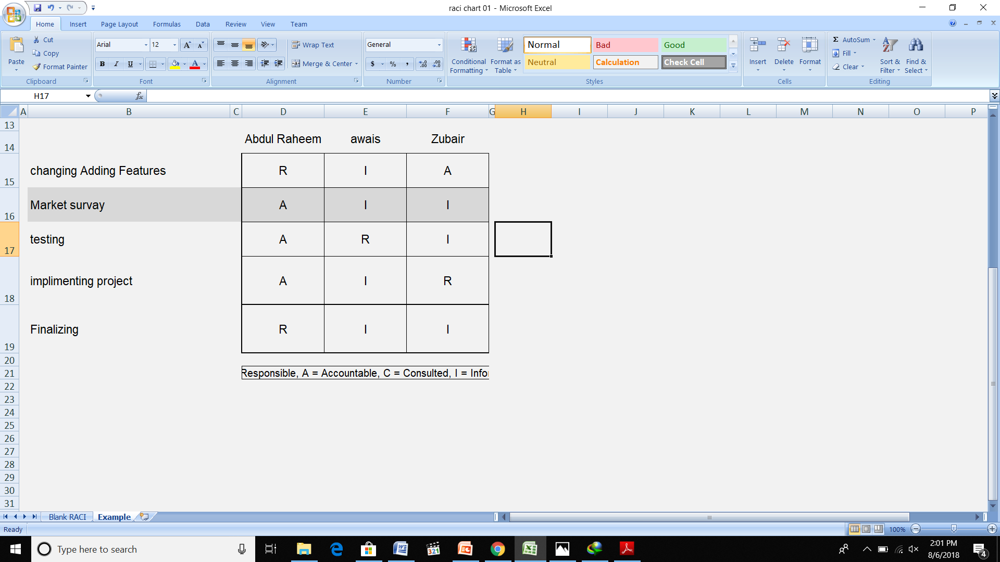 raci chart 01 - Microsoft Excel
Home Insert Page Layout Formulas Data Review View Team
Paste
Cut
Copy
Format Painter
Clipboard
Arial 12
B I U
Font
Wrap Text
Merge & Center
Alignment
General
$ % ,
Number
Conditional Formatting
Format as Table
Normal Bad Good
Neutral Calculation Check Cell
Styles
Insert Delete Format
Cells
Σ AutoSum
Fill
Clear
Sort & Filter
Find & Select
Editing
H17 fx
A B C D E F G H I J K L M N O P
13
14 Abdul Raheem awais Zubair
15 changing Adding Features R I A
16 Market survay A I I
17 testing A R I
18 implimenting project A I R
19 Finalizing R I I
20
21 Responsible, A = Accountable, C = Consulted, I = Info
22
23
24
25
26
27
28
29
30
31
Blank RACI Example
Ready 100%
Type here to search
2:01 PM
8/6/2018
4